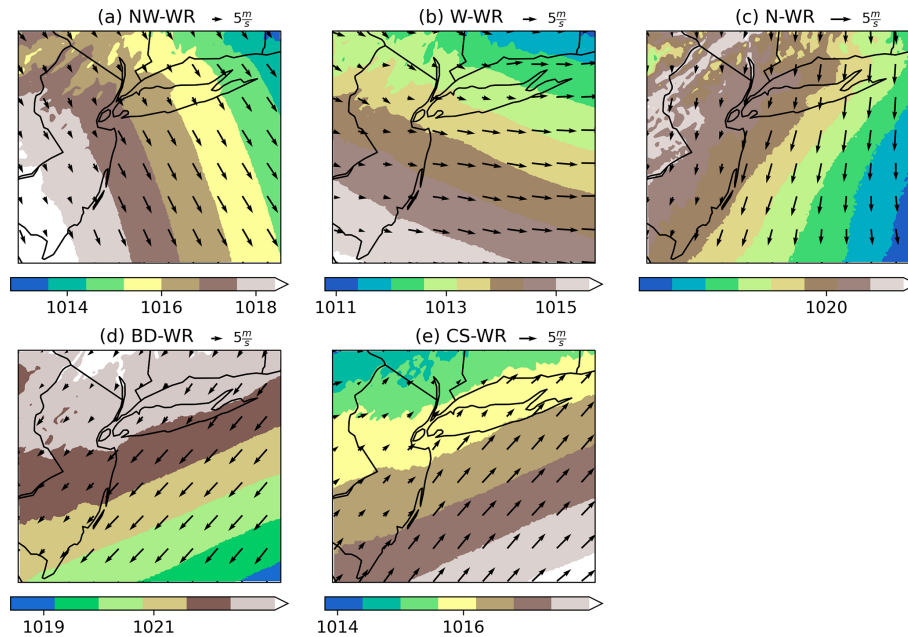 (a) NW-WR 5 m/s
(b) W-WR 5 m/s
(c) N-WR 5 m/s
1014 1016 1018
1011 1013 1015
1020
(d) BD-WR 5 m/s
(e) CS-WR 5 m/s
1019 1021
1014 1016